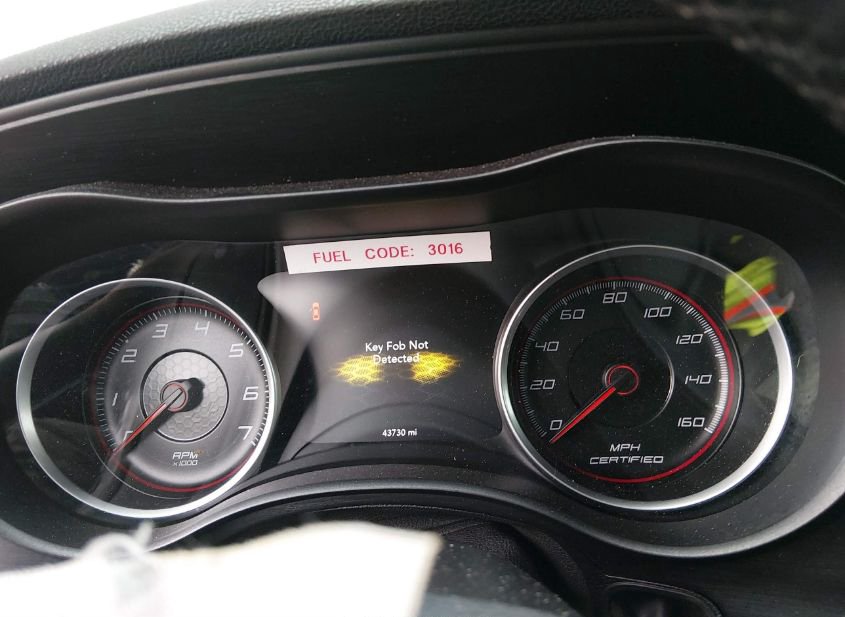 FUEL CODE: 3016
Key Fob Not
Detected
43730 mi
1
2
3
4
5
6
7
RPM
x1000
0
20
40
60
80
100
120
140
160
MPH
CERTIFIED